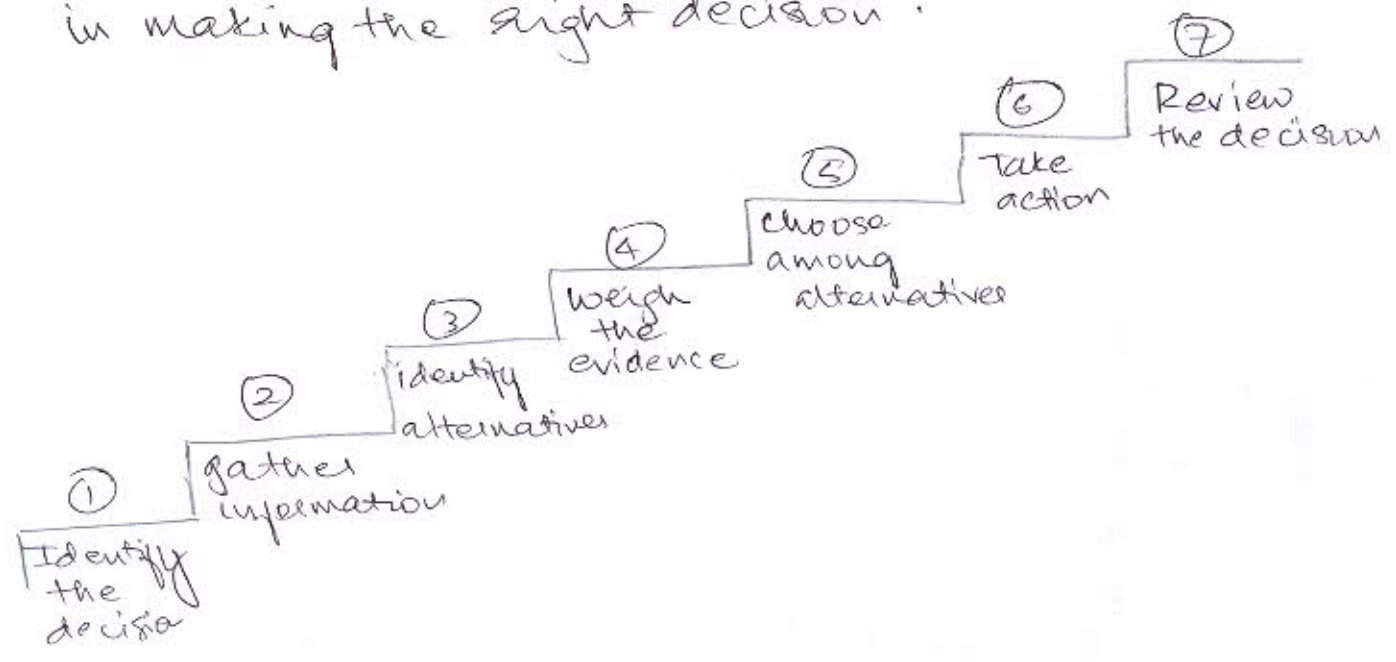 in making the right decision.
①
Identify
the
decisio
②
gather
information
③
identify
alternatives
④
weigh
the
evidence
⑤
choose
among
alternatives
⑥
Take
action
⑦
Review
the decision